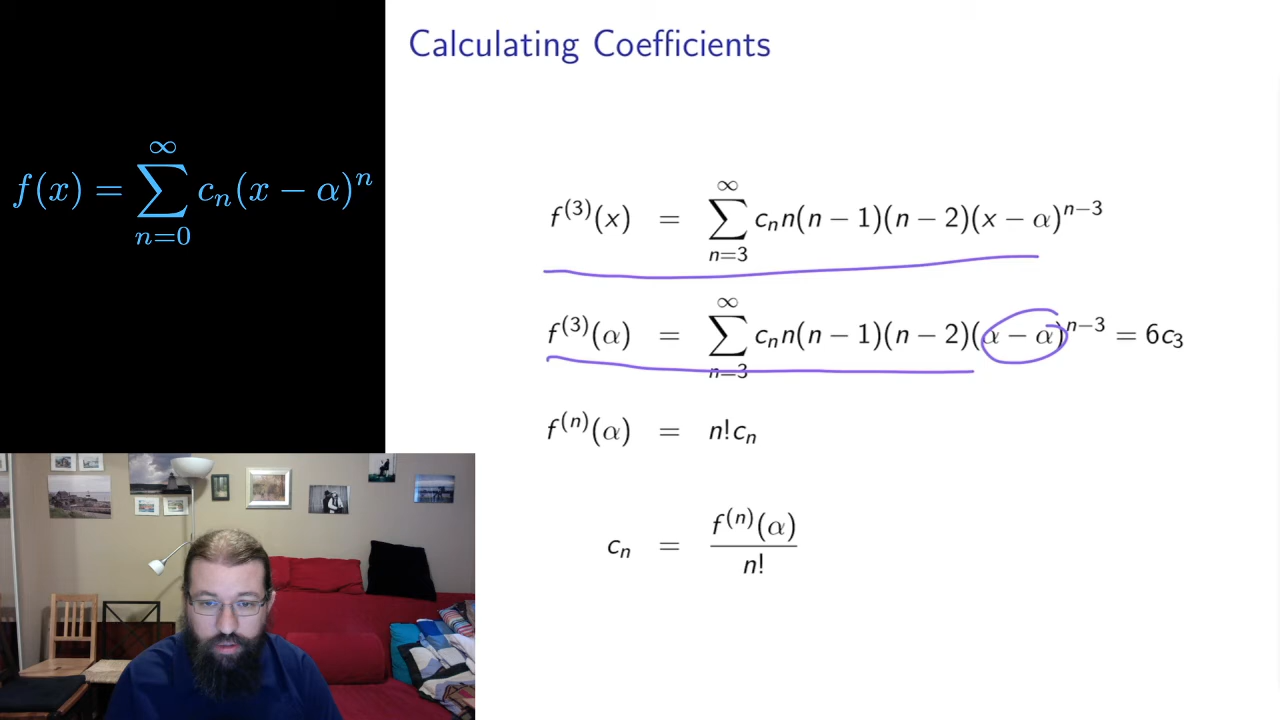 Calculating Coefficients
f(x) = ∑_{n=0}^{∞} c_n(x − α)^n
f^{(3)}(x) = ∑_{n=3}^{∞} c_n n(n − 1)(n − 2)(x − α)^{n−3}
f^{(3)}(α) = ∑_{n=3}^{∞} c_n n(n − 1)(n − 2)(α − α)^{n−3} = 6c_3
f^{(n)}(α) = n!c_n
c_n = \frac{f^{(n)}(α)}{n!}